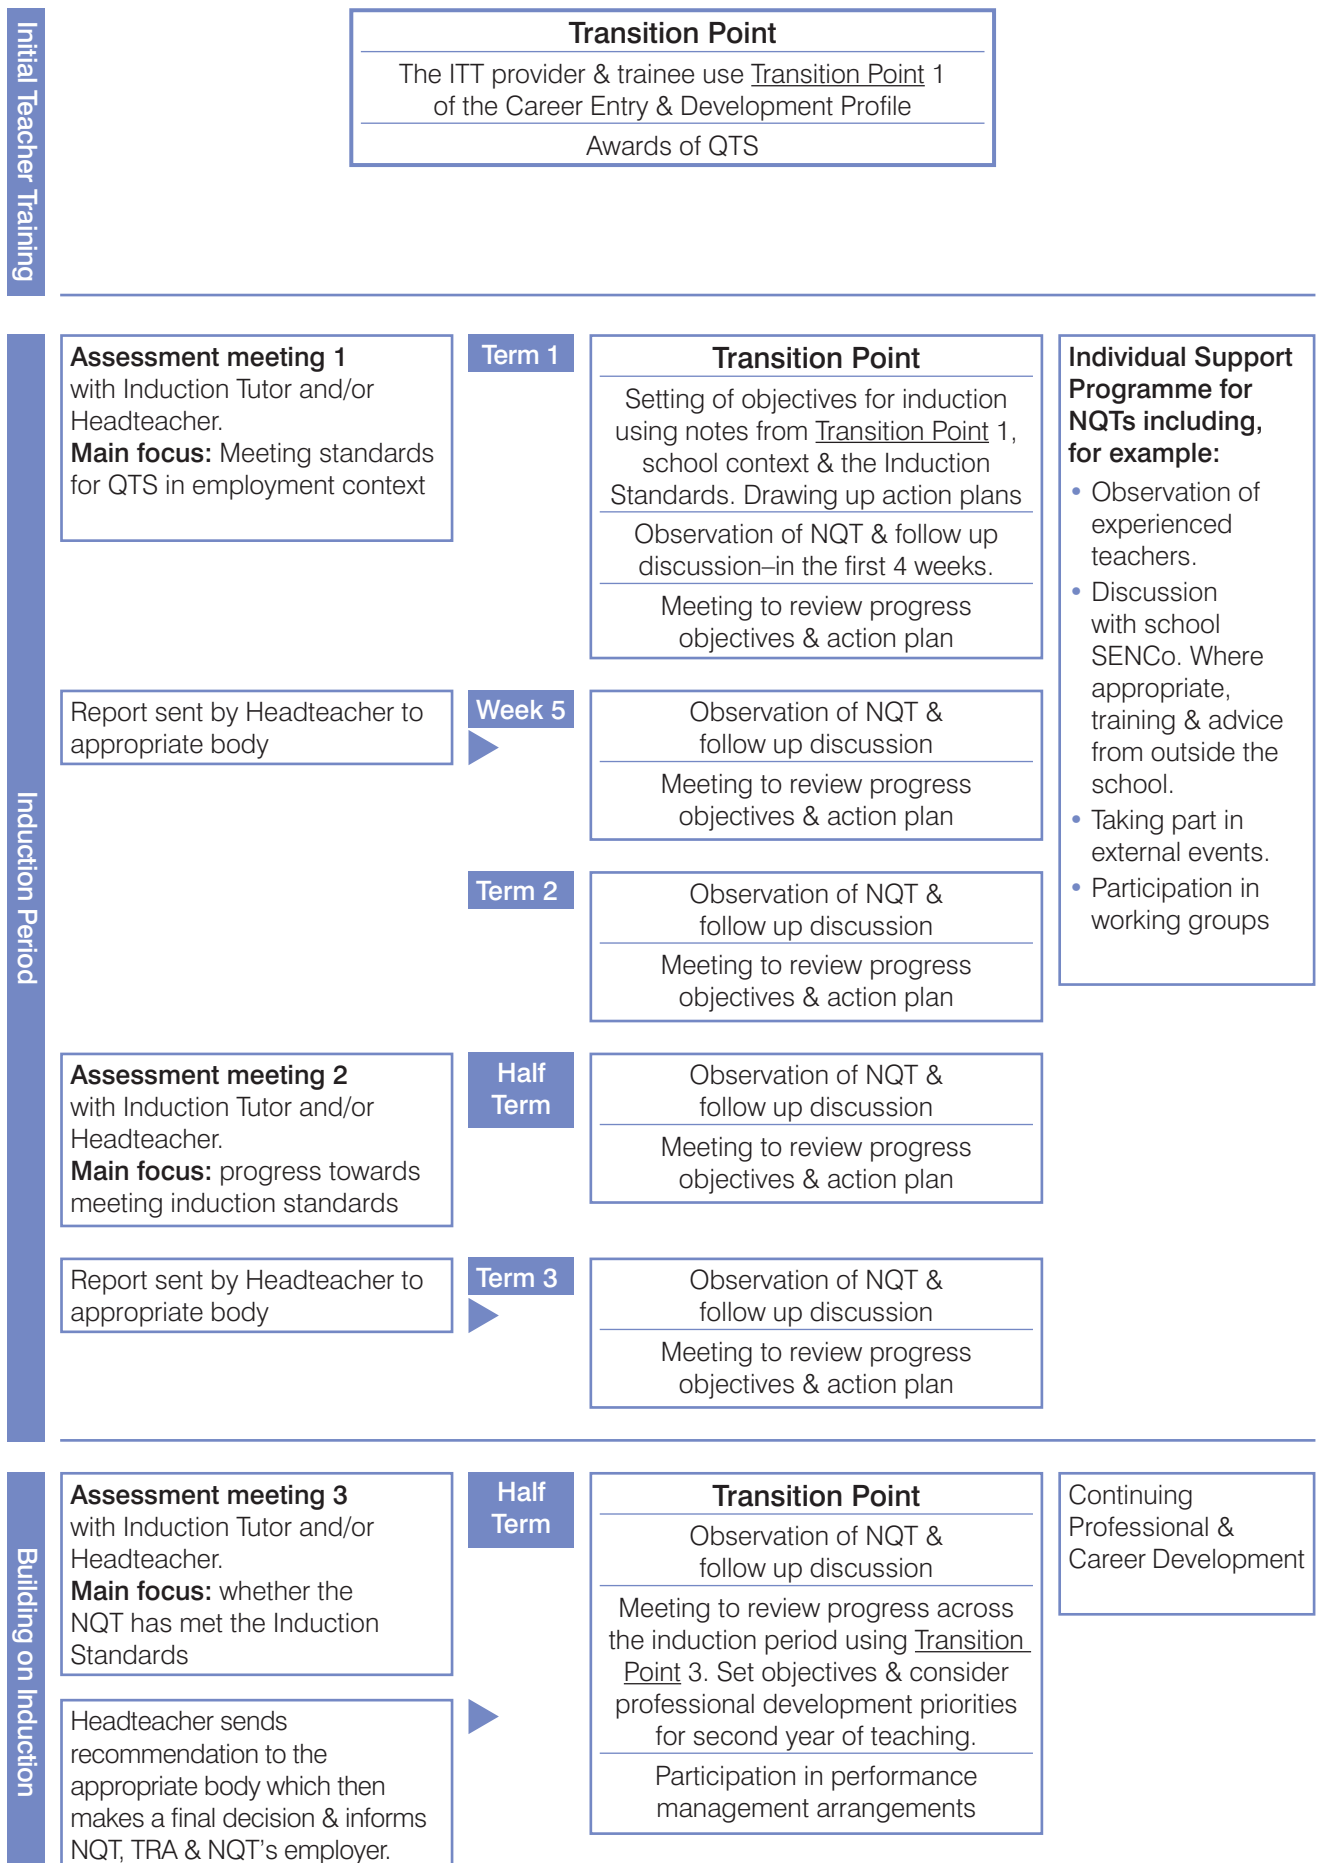 Initial Teacher Training
Transition Point
The ITT provider & trainee use Transition Point 1
of the Career Entry & Development Profile
Awards of QTS
Induction Period
Assessment meeting 1
with Induction Tutor and/or
Headteacher.
Main focus: Meeting standards
for QTS in employment context
Term 1
Transition Point
Setting of objectives for induction
using notes from Transition Point 1,
school context & the Induction
Standards. Drawing up action plans
Observation of NQT & follow up
discussion–in the first 4 weeks.
Meeting to review progress
objectives & action plan
Individual Support
Programme for
NQTs including,
for example:
• Observation of
experienced
teachers.
• Discussion
with school
SENCo. Where
appropriate,
training & advice
from outside the
school.
• Taking part in
external events.
• Participation in
working groups
Report sent by Headteacher to
appropriate body
Week 5
Observation of NQT &
follow up discussion
Meeting to review progress
objectives & action plan
Term 2
Observation of NQT &
follow up discussion
Meeting to review progress
objectives & action plan
Assessment meeting 2
with Induction Tutor and/or
Headteacher.
Main focus: progress towards
meeting induction standards
Half
Term
Observation of NQT &
follow up discussion
Meeting to review progress
objectives & action plan
Report sent by Headteacher to
appropriate body
Term 3
Observation of NQT &
follow up discussion
Meeting to review progress
objectives & action plan
Building on Induction
Assessment meeting 3
with Induction Tutor and/or
Headteacher.
Main focus: whether the
NQT has met the Induction
Standards
Half
Term
Transition Point
Observation of NQT &
follow up discussion
Meeting to review progress across
the induction period using Transition
Point 3. Set objectives & consider
professional development priorities
for second year of teaching.
Participation in performance
management arrangements
Continuing
Professional &
Career Development
Headteacher sends
recommendation to the
appropriate body which then
makes a final decision & informs
NQT, TRA & NQT's employer.